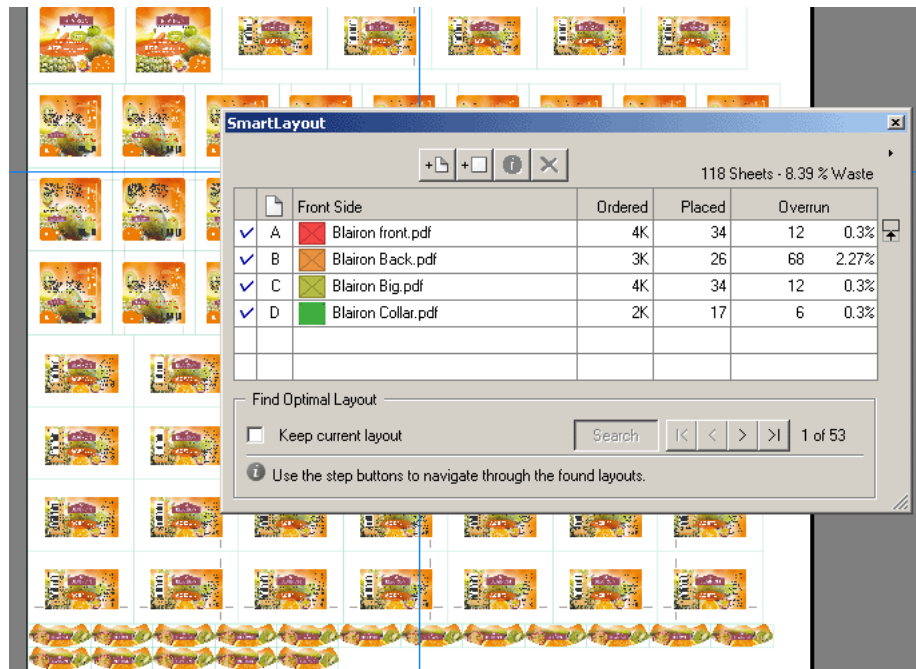 SmartLayout
118 Sheets - 8.39 % Waste
Front Side Ordered Placed Overrun
A Blairon front.pdf 4K 34 12 0.3%
B Blairon Back.pdf 3K 26 68 2.27%
C Blairon Big.pdf 4K 34 12 0.3%
D Blairon Collar.pdf 2K 17 6 0.3%
Find Optimal Layout
Keep current layout Search 1 of 53
Use the step buttons to navigate through the found layouts.